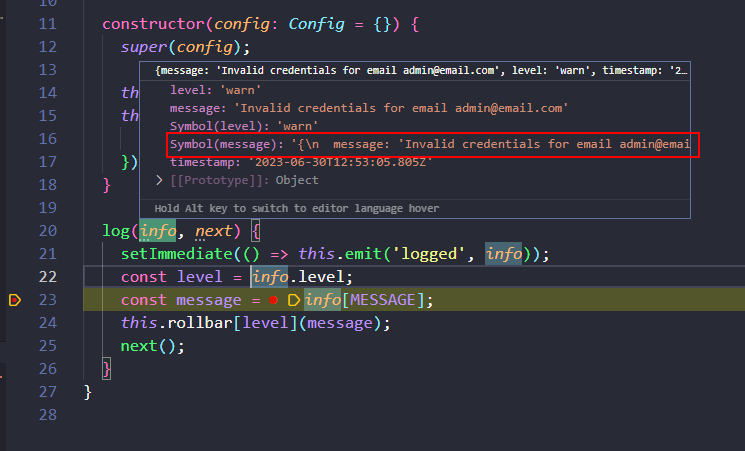 10
11 constructor(config: Config = {}) {
12 super(config);
13
{message: 'Invalid credentials for email admin@email.com', level: 'warn', timestamp: '2…
14 th
level: 'warn'
15 th
message: 'Invalid credentials for email admin@email.com'
Symbol(level): 'warn'
16 Symbol(message): '{\n  message: 'Invalid credentials for email admin@emai
17 })
timestamp: '2023-06-30T12:53:05.805Z'
18 }
> [[Prototype]]: Object
19
Hold Alt key to switch to editor language hover
20 log(info, next) {
21 setImmediate(() => this.emit('logged', info));
22 const level = info.level;
23 const message = info[MESSAGE];
24 this.rollbar[level](message);
25 next();
26 }
27 }
28